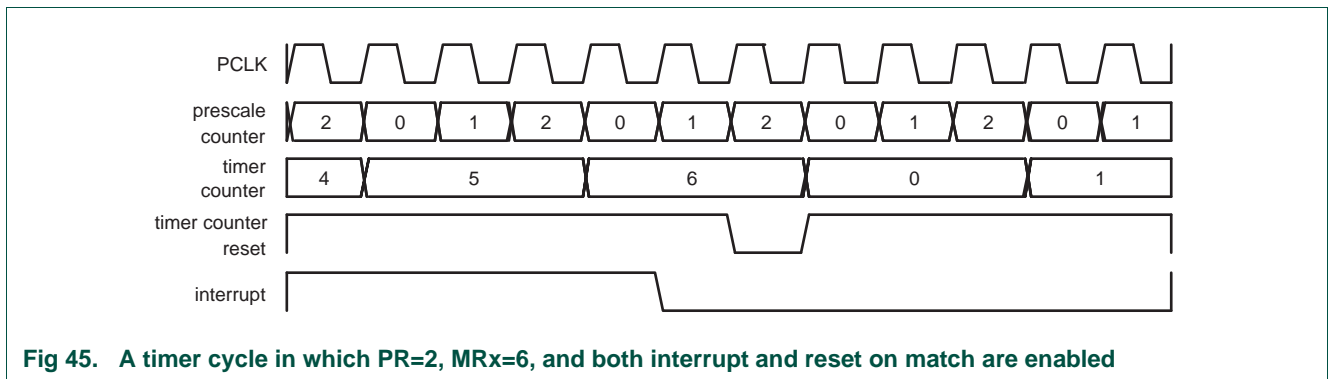 PCLK
prescale
counter
2 0 1 2 0 1 2 0 1 2 0 1
timer
counter
4 5 6 0 1
timer counter
reset
interrupt
Fig 45. A timer cycle in which PR=2, MRx=6, and both interrupt and reset on match are enabled